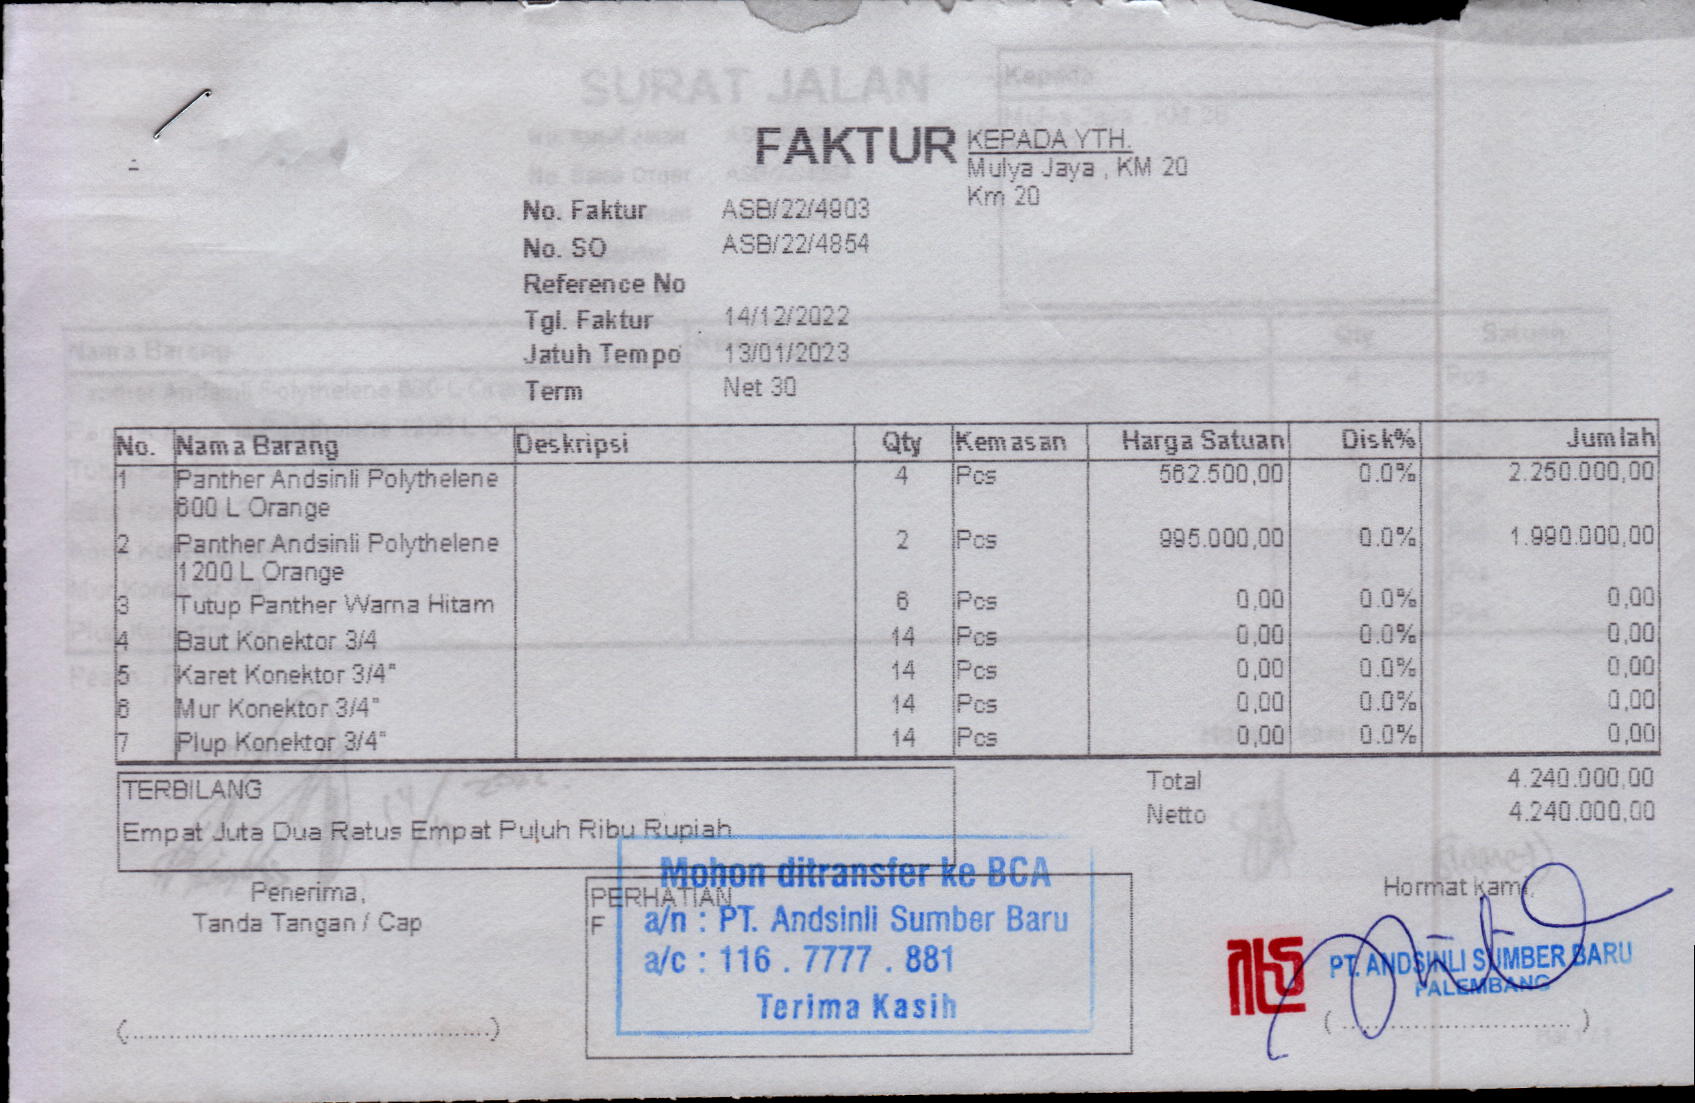 SURAT JALAN
Kepada
FAKTUR
KEPADA YTH.
Mulya Jaya , KM 20
Km 20
No. Faktur ASB/22/4903
No. SO ASB/22/4854
Reference No
Tgl. Faktur 14/12/2022
Jatuh Tempo 13/01/2023
Term Net 30
No. Nama Barang Deskripsi Qty Kemasan Harga Satuan Disk% Jumlah
1 Panther Andsinli Polythelene 4 Pcs 562.500,00 0.0% 2.250.000,00
600 L Orange
2 Panther Andsinli Polythelene 2 Pcs 995.000,00 0.0% 1.990.000,00
1200 L Orange
3 Tutup Panther Warna Hitam 6 Pcs 0,00 0.0% 0,00
4 Baut Konektor 3/4 14 Pcs 0,00 0.0% 0,00
5 Karet Konektor 3/4" 14 Pcs 0,00 0.0% 0,00
6 Mur Konektor 3/4" 14 Pcs 0,00 0.0% 0,00
7 Plup Konektor 3/4" 14 Pcs 0,00 0.0% 0,00
TERBILANG
Empat Juta Dua Ratus Empat Puluh Ribu Rupiah
Total 4.240.000,00
Netto 4.240.000,00
Penerima,
Tanda Tangan / Cap
(..............................................)
PERHATIAN
F
Mohon ditransfer ke BCA
a/n : PT. Andsinli Sumber Baru
a/c : 116 . 7777 . 881
Terima Kasih
Hormat kami,
PT. ANDSINLI SUMBER BARU
PALEMBANG
( ............................. )